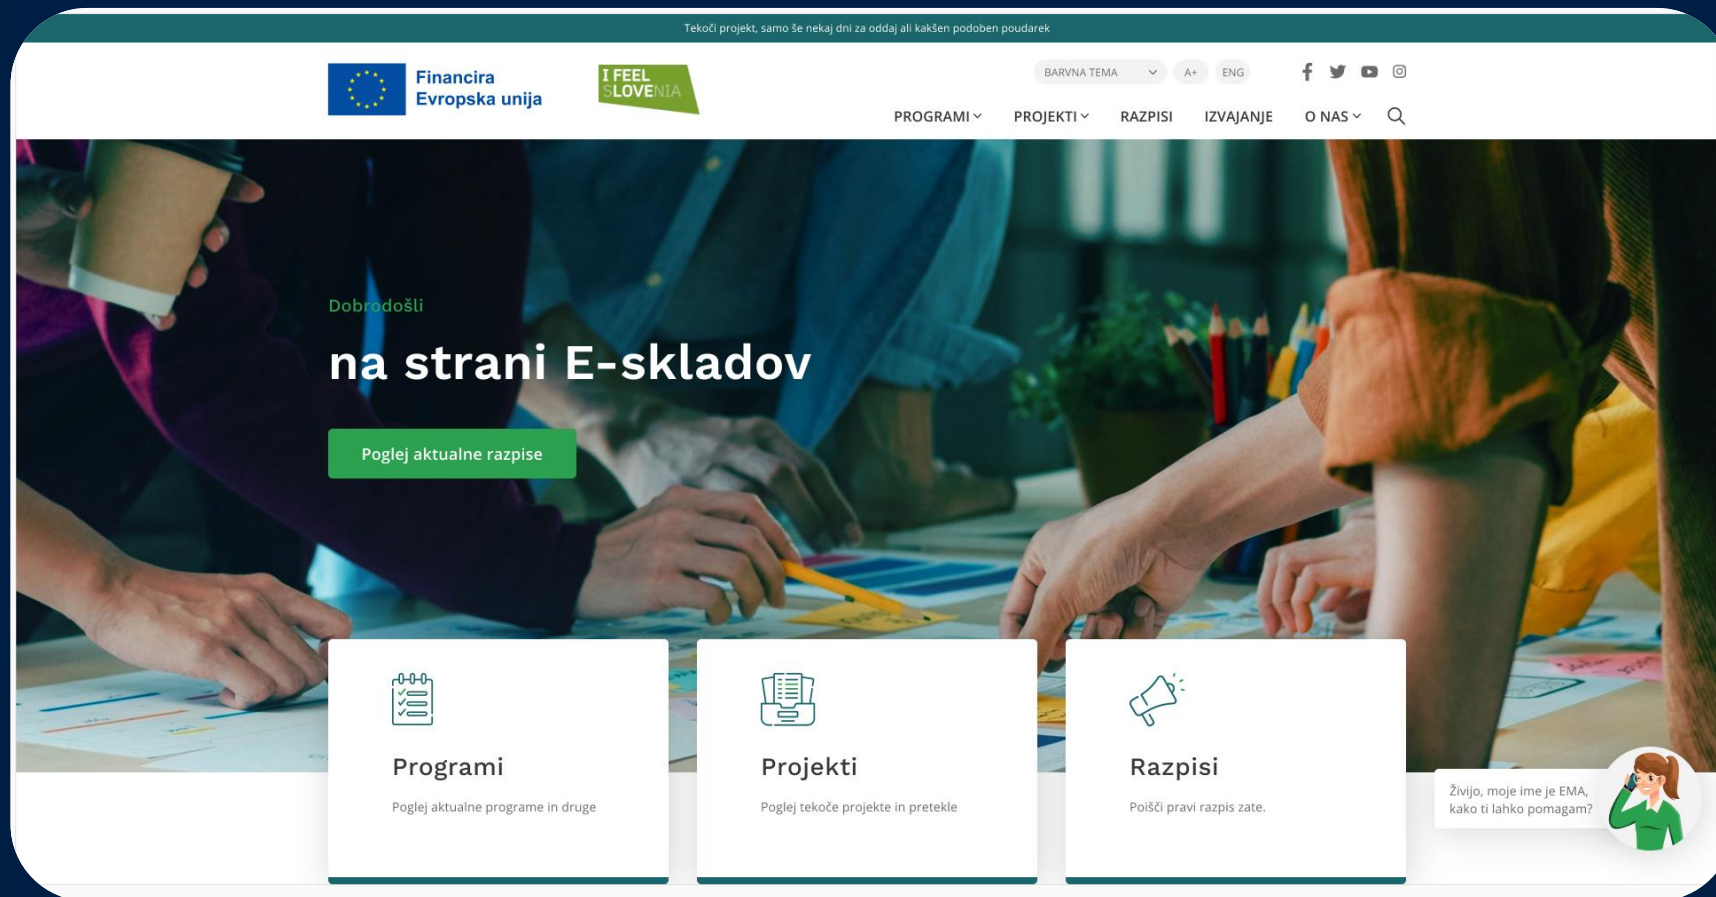 Tekoči projekt, samo še nekaj dni za oddaj ali kakšen podoben poudarek
Financira
Evropska unija
I FEEL
SLOVENIA
BARVNA TEMA
A+
ENG
PROGRAMI
PROJEKTI
RAZPISI
IZVAJANJE
O NAS
Dobrodošli
na strani E-skladov
Poglej aktualne razpise
Programi
Poglej aktualne programe in druge
Projekti
Poglej tekoče projekte in pretekle
Razpisi
Poišči pravi razpis zate.
Živijo, moje ime je EMA,
kako ti lahko pomagam?